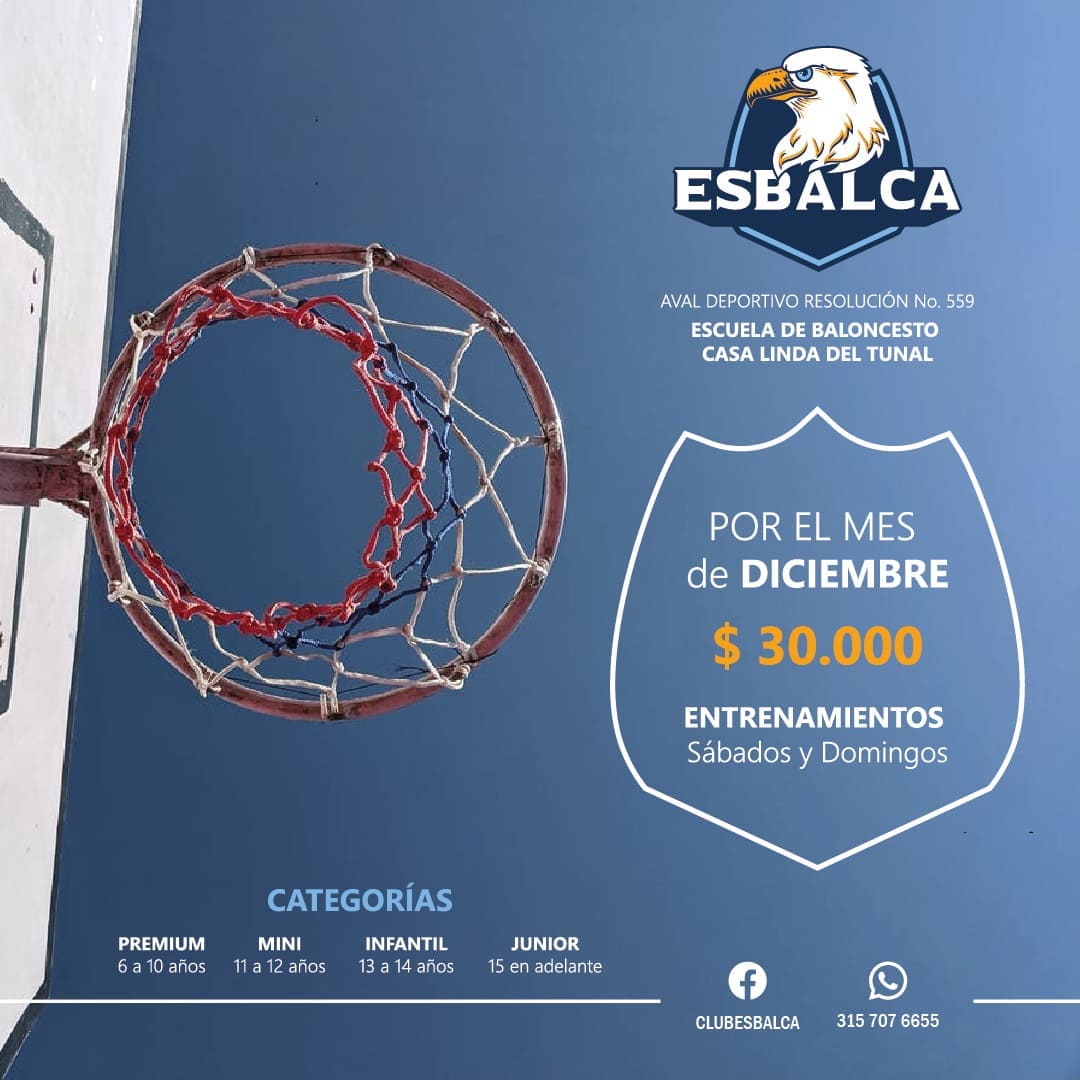 ESBALCA
AVAL DEPORTIVO RESOLUCIÓN No. 559
ESCUELA DE BALONCESTO
CASA LINDA DEL TUNAL
POR EL MES
de DICIEMBRE
$ 30.000
ENTRENAMIENTOS
Sábados y Domingos
CATEGORÍAS
PREMIUM
6 a 10 años
MINI
11 a 12 años
INFANTIL
13 a 14 años
JUNIOR
15 en adelante
CLUBESBALCA
315 707 6655